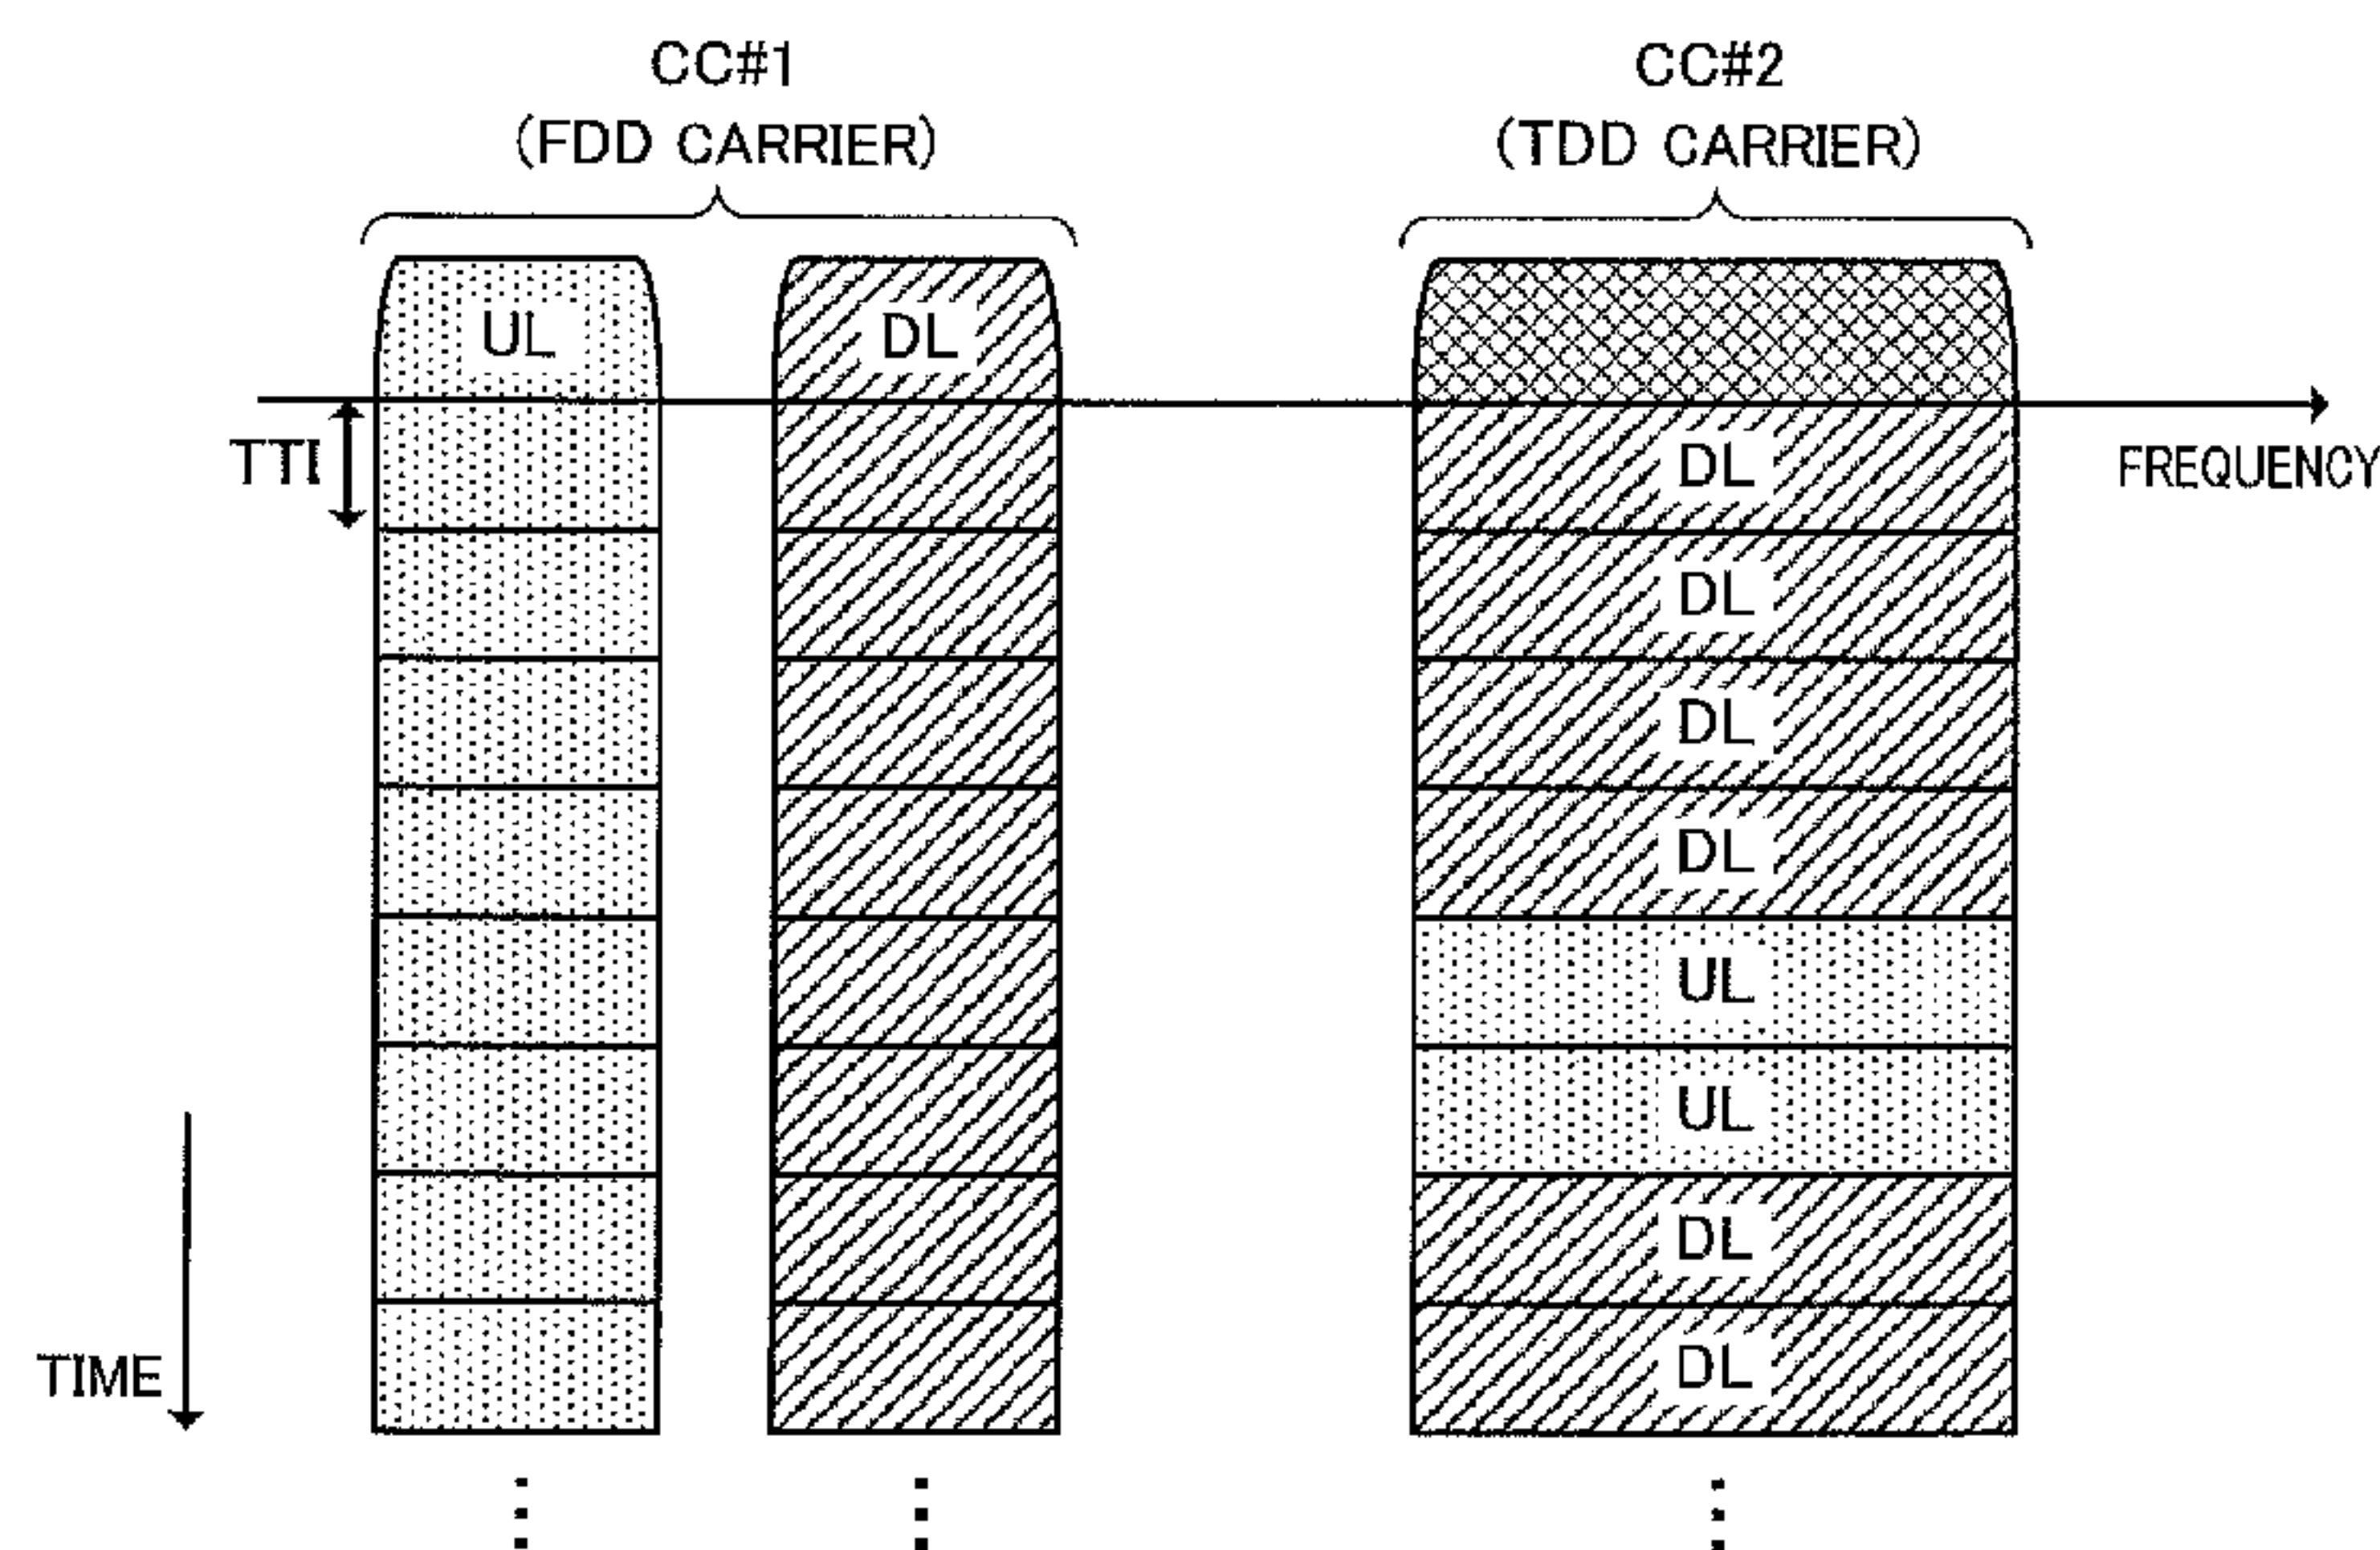 CC#1
(FDD CARRIER)
CC#2
(TDD CARRIER)
UL
DL
TTI
DL
FREQUENCY
DL
DL
DL
UL
UL
DL
TIME
DL